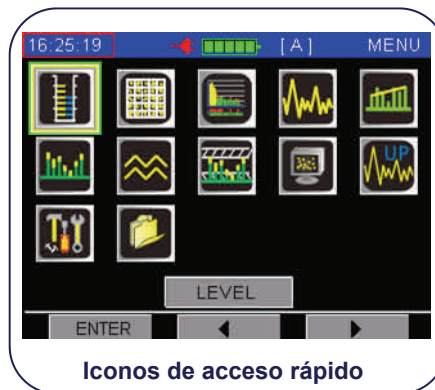 16:25:19 [A] MENU
UP
LEVEL
ENTER
Iconos de acceso rápido